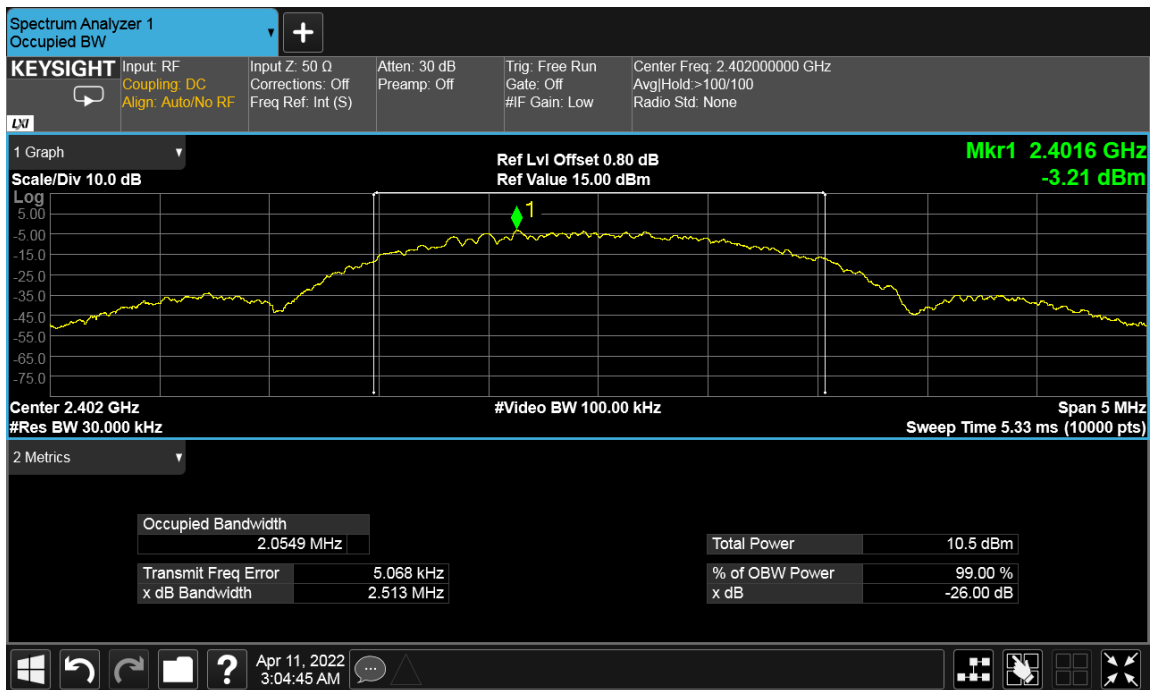 Spectrum Analyzer 1
Occupied BW
+
KEYSIGHT
LXI
Input: RF
Coupling: DC
Align: Auto/No RF
Input Z: 50 Ω
Corrections: Off
Freq Ref: Int (S)
Atten: 30 dB
Preamp: Off
Trig: Free Run
Gate: Off
#IF Gain: Low
Center Freq: 2.402000000 GHz
Avg|Hold:>100/100
Radio Std: None
1 Graph
Scale/Div 10.0 dB
Ref Lvl Offset 0.80 dB
Ref Value 15.00 dBm
Mkr1 2.4016 GHz
-3.21 dBm
Log
5.00
-5.00
-15.0
-25.0
-35.0
-45.0
-55.0
-65.0
-75.0
1
Center 2.402 GHz
#Res BW 30.000 kHz
#Video BW 100.00 kHz
Span 5 MHz
Sweep Time 5.33 ms (10000 pts)
2 Metrics
Occupied Bandwidth
2.0549 MHz
Transmit Freq Error 5.068 kHz
x dB Bandwidth 2.513 MHz
Total Power 10.5 dBm
% of OBW Power 99.00 %
x dB -26.00 dB
?
Apr 11, 2022
3:04:45 AM